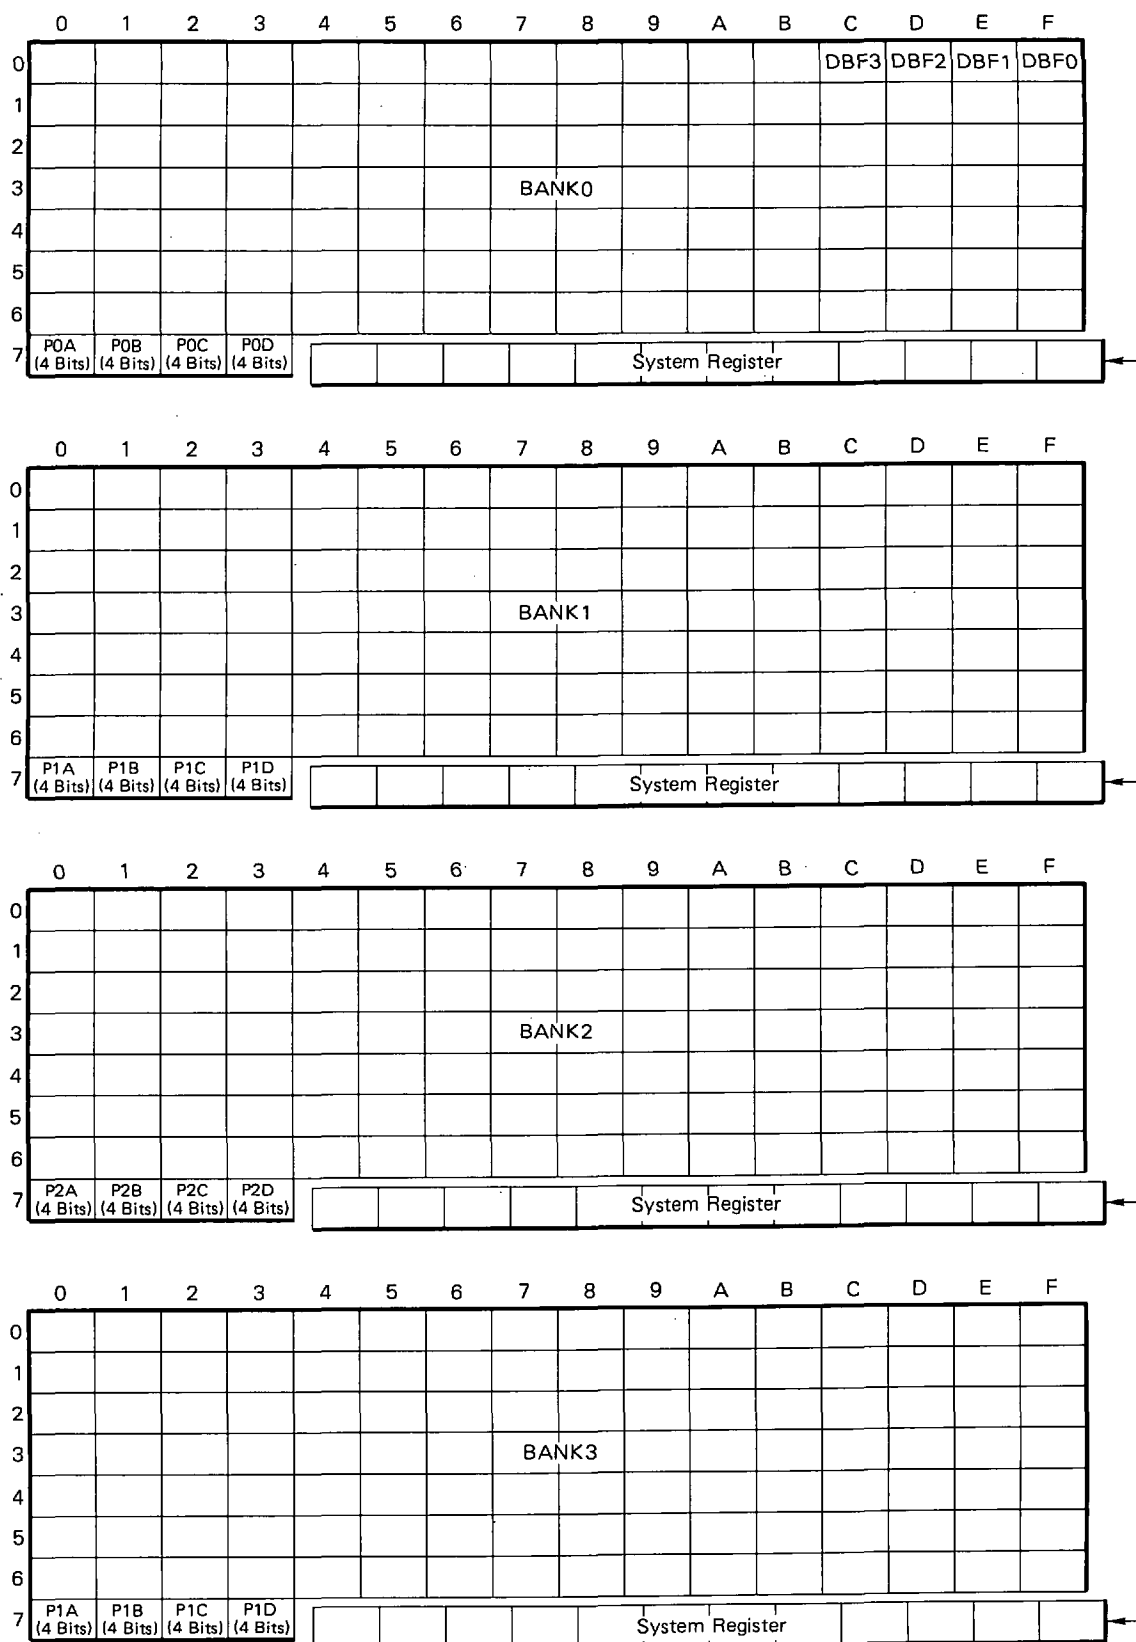 0 1 2 3 4 5 6 7 8 9 A B C D E F
0 DBF3 DBF2 DBF1 DBF0
1
2
3 BANK0
4
5
6
7 P0A (4 Bits) P0B (4 Bits) P0C (4 Bits) P0D (4 Bits) System Register
0 1 2 3 4 5 6 7 8 9 A B C D E F
0
1
2
3 BANK1
4
5
6
7 P1A (4 Bits) P1B (4 Bits) P1C (4 Bits) P1D (4 Bits) System Register
0 1 2 3 4 5 6 7 8 9 A B C D E F
0
1
2
3 BANK2
4
5
6
7 P2A (4 Bits) P2B (4 Bits) P2C (4 Bits) P2D (4 Bits) System Register
0 1 2 3 4 5 6 7 8 9 A B C D E F
0
1
2
3 BANK3
4
5
6
7 P1A (4 Bits) P1B (4 Bits) P1C (4 Bits) P1D (4 Bits) System Register